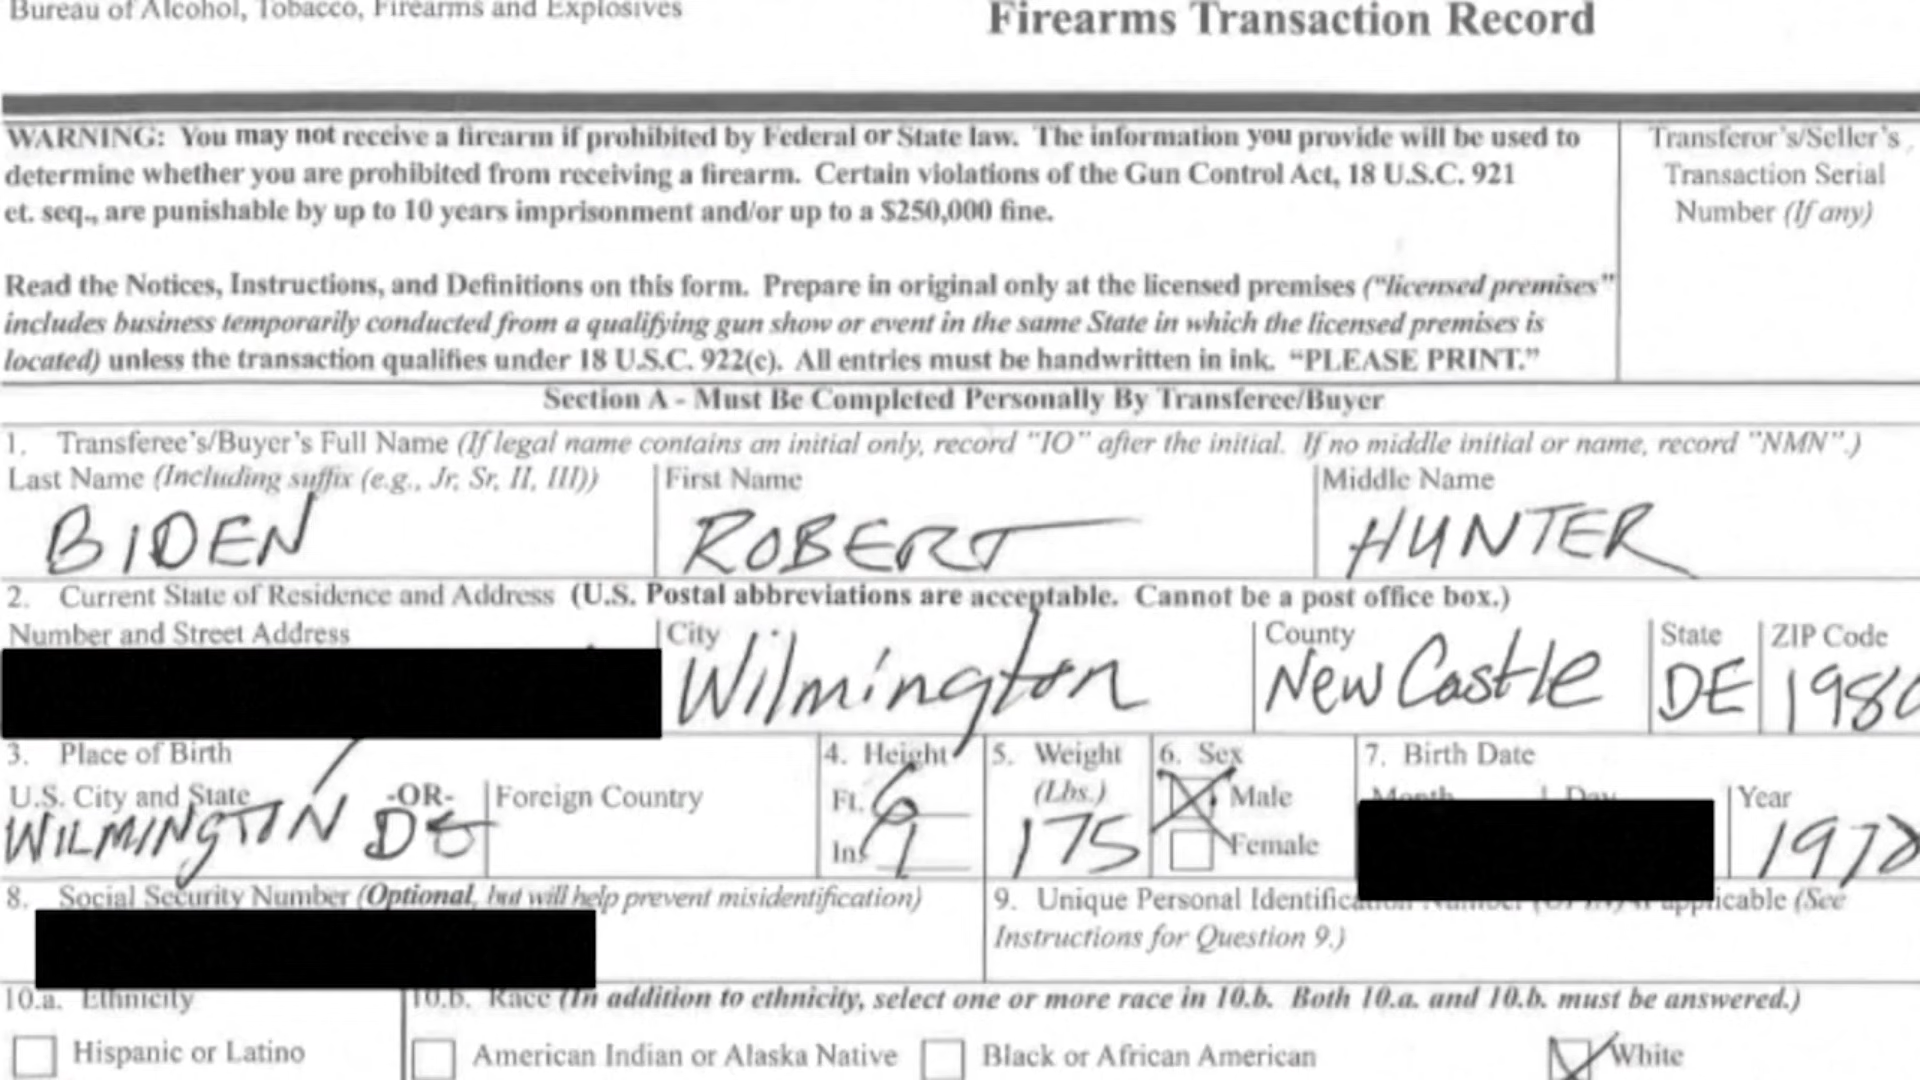 Bureau of Alcohol, Tobacco, Firearms and Explosives
Firearms Transaction Record
WARNING: You may not receive a firearm if prohibited by Federal or State law. The information you provide will be used to
determine whether you are prohibited from receiving a firearm. Certain violations of the Gun Control Act, 18 U.S.C. 921
et. seq., are punishable by up to 10 years imprisonment and/or up to a $250,000 fine.
Transferor's/Seller's
Transaction Serial
Number (If any)
Read the Notices, Instructions, and Definitions on this form. Prepare in original only at the licensed premises ("licensed premises"
includes business temporarily conducted from a qualifying gun show or event in the same State in which the licensed premises is
located) unless the transaction qualifies under 18 U.S.C. 922(c). All entries must be handwritten in ink. "PLEASE PRINT."
Section A - Must Be Completed Personally By Transferee/Buyer
1. Transferee's/Buyer's Full Name (If legal name contains an initial only, record "IO" after the initial. If no middle initial or name, record "NMN".)
Last Name (Including suffix (e.g., Jr, Sr, II, III)) First Name Middle Name
BIDEN ROBERT HUNTER
2. Current State of Residence and Address (U.S. Postal abbreviations are acceptable. Cannot be a post office box.)
Number and Street Address City County State ZIP Code
Wilmington New Castle DE
3. Place of Birth 4. Height 5. Weight 6. Sex 7. Birth Date
U.S. City and State -OR- Foreign Country Ft. 6 (Lbs.) Male Year
WILMINGTON DE In. 175 Female
8. Social Security Number (Optional, but will help prevent misidentification)
9. Unique Personal applicable (See
Instructions for Question 9.)
10.a. Ethnicity 10.b. Race (In addition to ethnicity, select one or more race in 10.b. Both 10.a. and 10.b. must be answered.)
Hispanic or Latino American Indian or Alaska Native Black or African American White